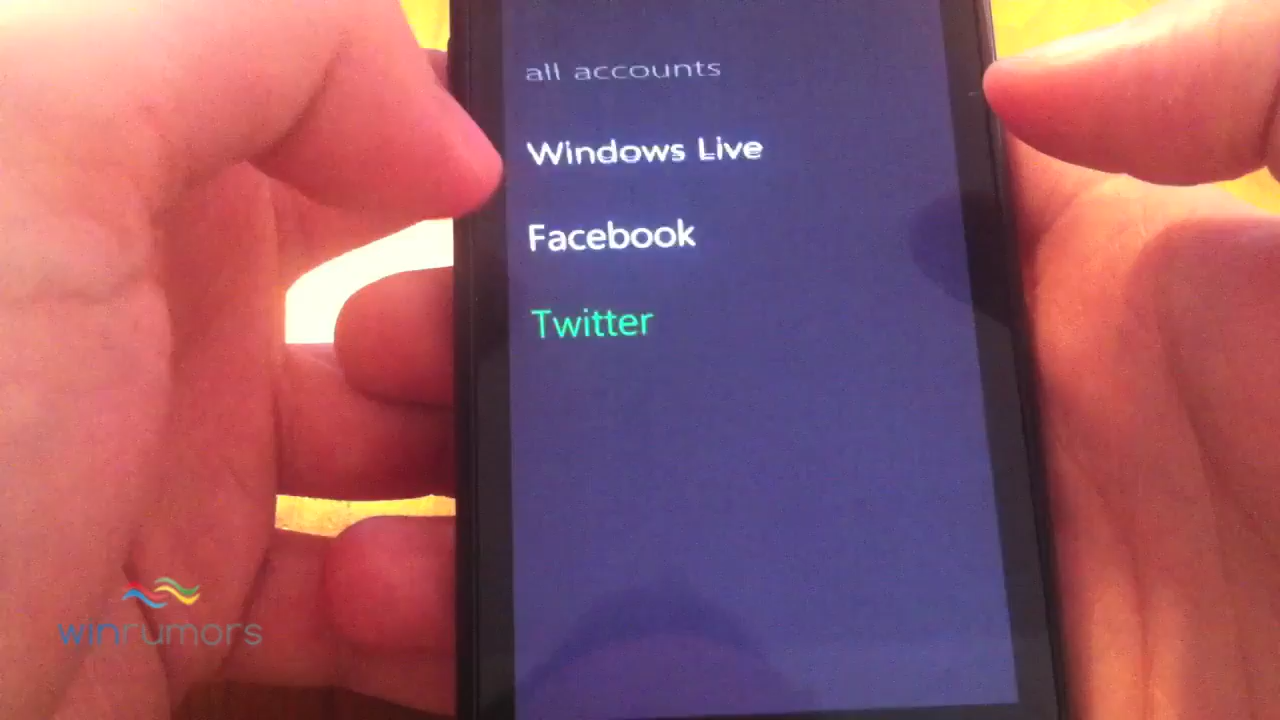 all accounts
Windows Live
Facebook
Twitter
winrumors